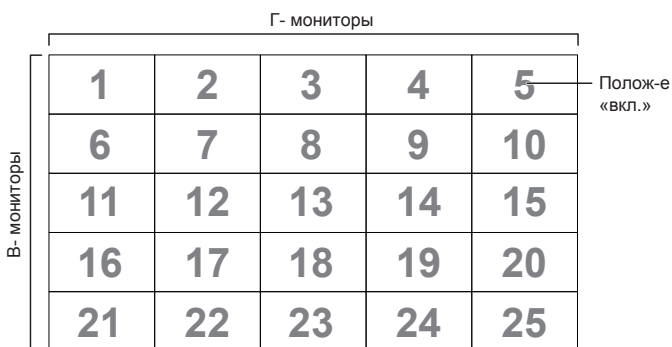 Г- мониторы
1 2 3 4 5
Полож-е
«вкл.»
6 7 8 9 10
В- мониторы
11 12 13 14 15
16 17 18 19 20
21 22 23 24 25